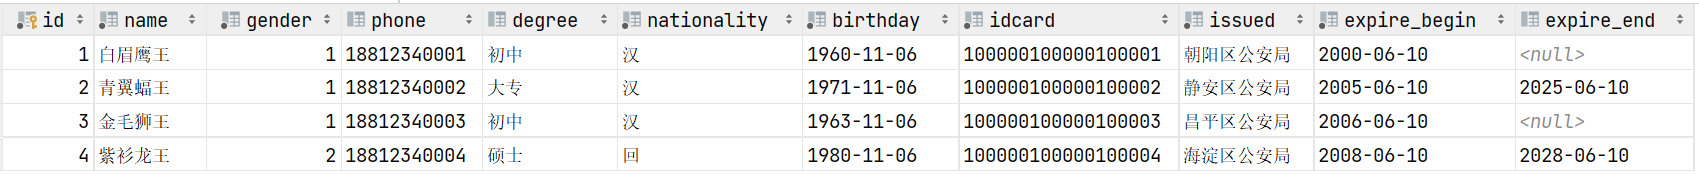 id name gender phone degree nationality birthday idcard issued expire_begin expire_end
1 白眉鹰王 1 18812340001 初中 汉 1960-11-06 100000100000100001 朝阳区公安局 2000-06-10 <null>
2 青翼蝠王 1 18812340002 大专 汉 1971-11-06 100000100000100002 静安区公安局 2005-06-10 2025-06-10
3 金毛狮王 1 18812340003 初中 汉 1963-11-06 100000100000100003 昌平区公安局 2006-06-10 <null>
4 紫衫龙王 2 18812340004 硕士 回 1980-11-06 100000100000100004 海淀区公安局 2008-06-10 2028-06-10